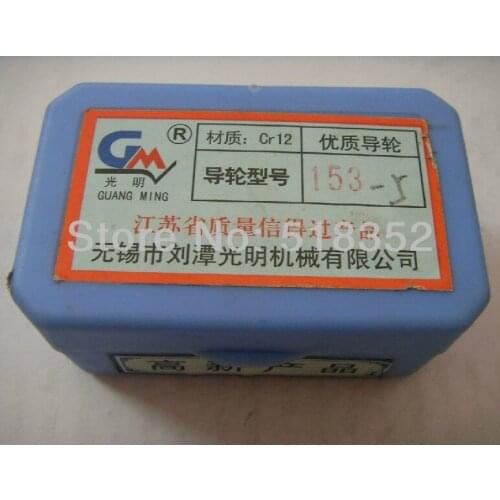 GM ®
光明
GUANG MING
材质：Cr12 优质导轮
导轮型号 153-5
江苏省质量信得过产品
无锡市刘潭光明机械有限公司
高新产品
Store No: 518352